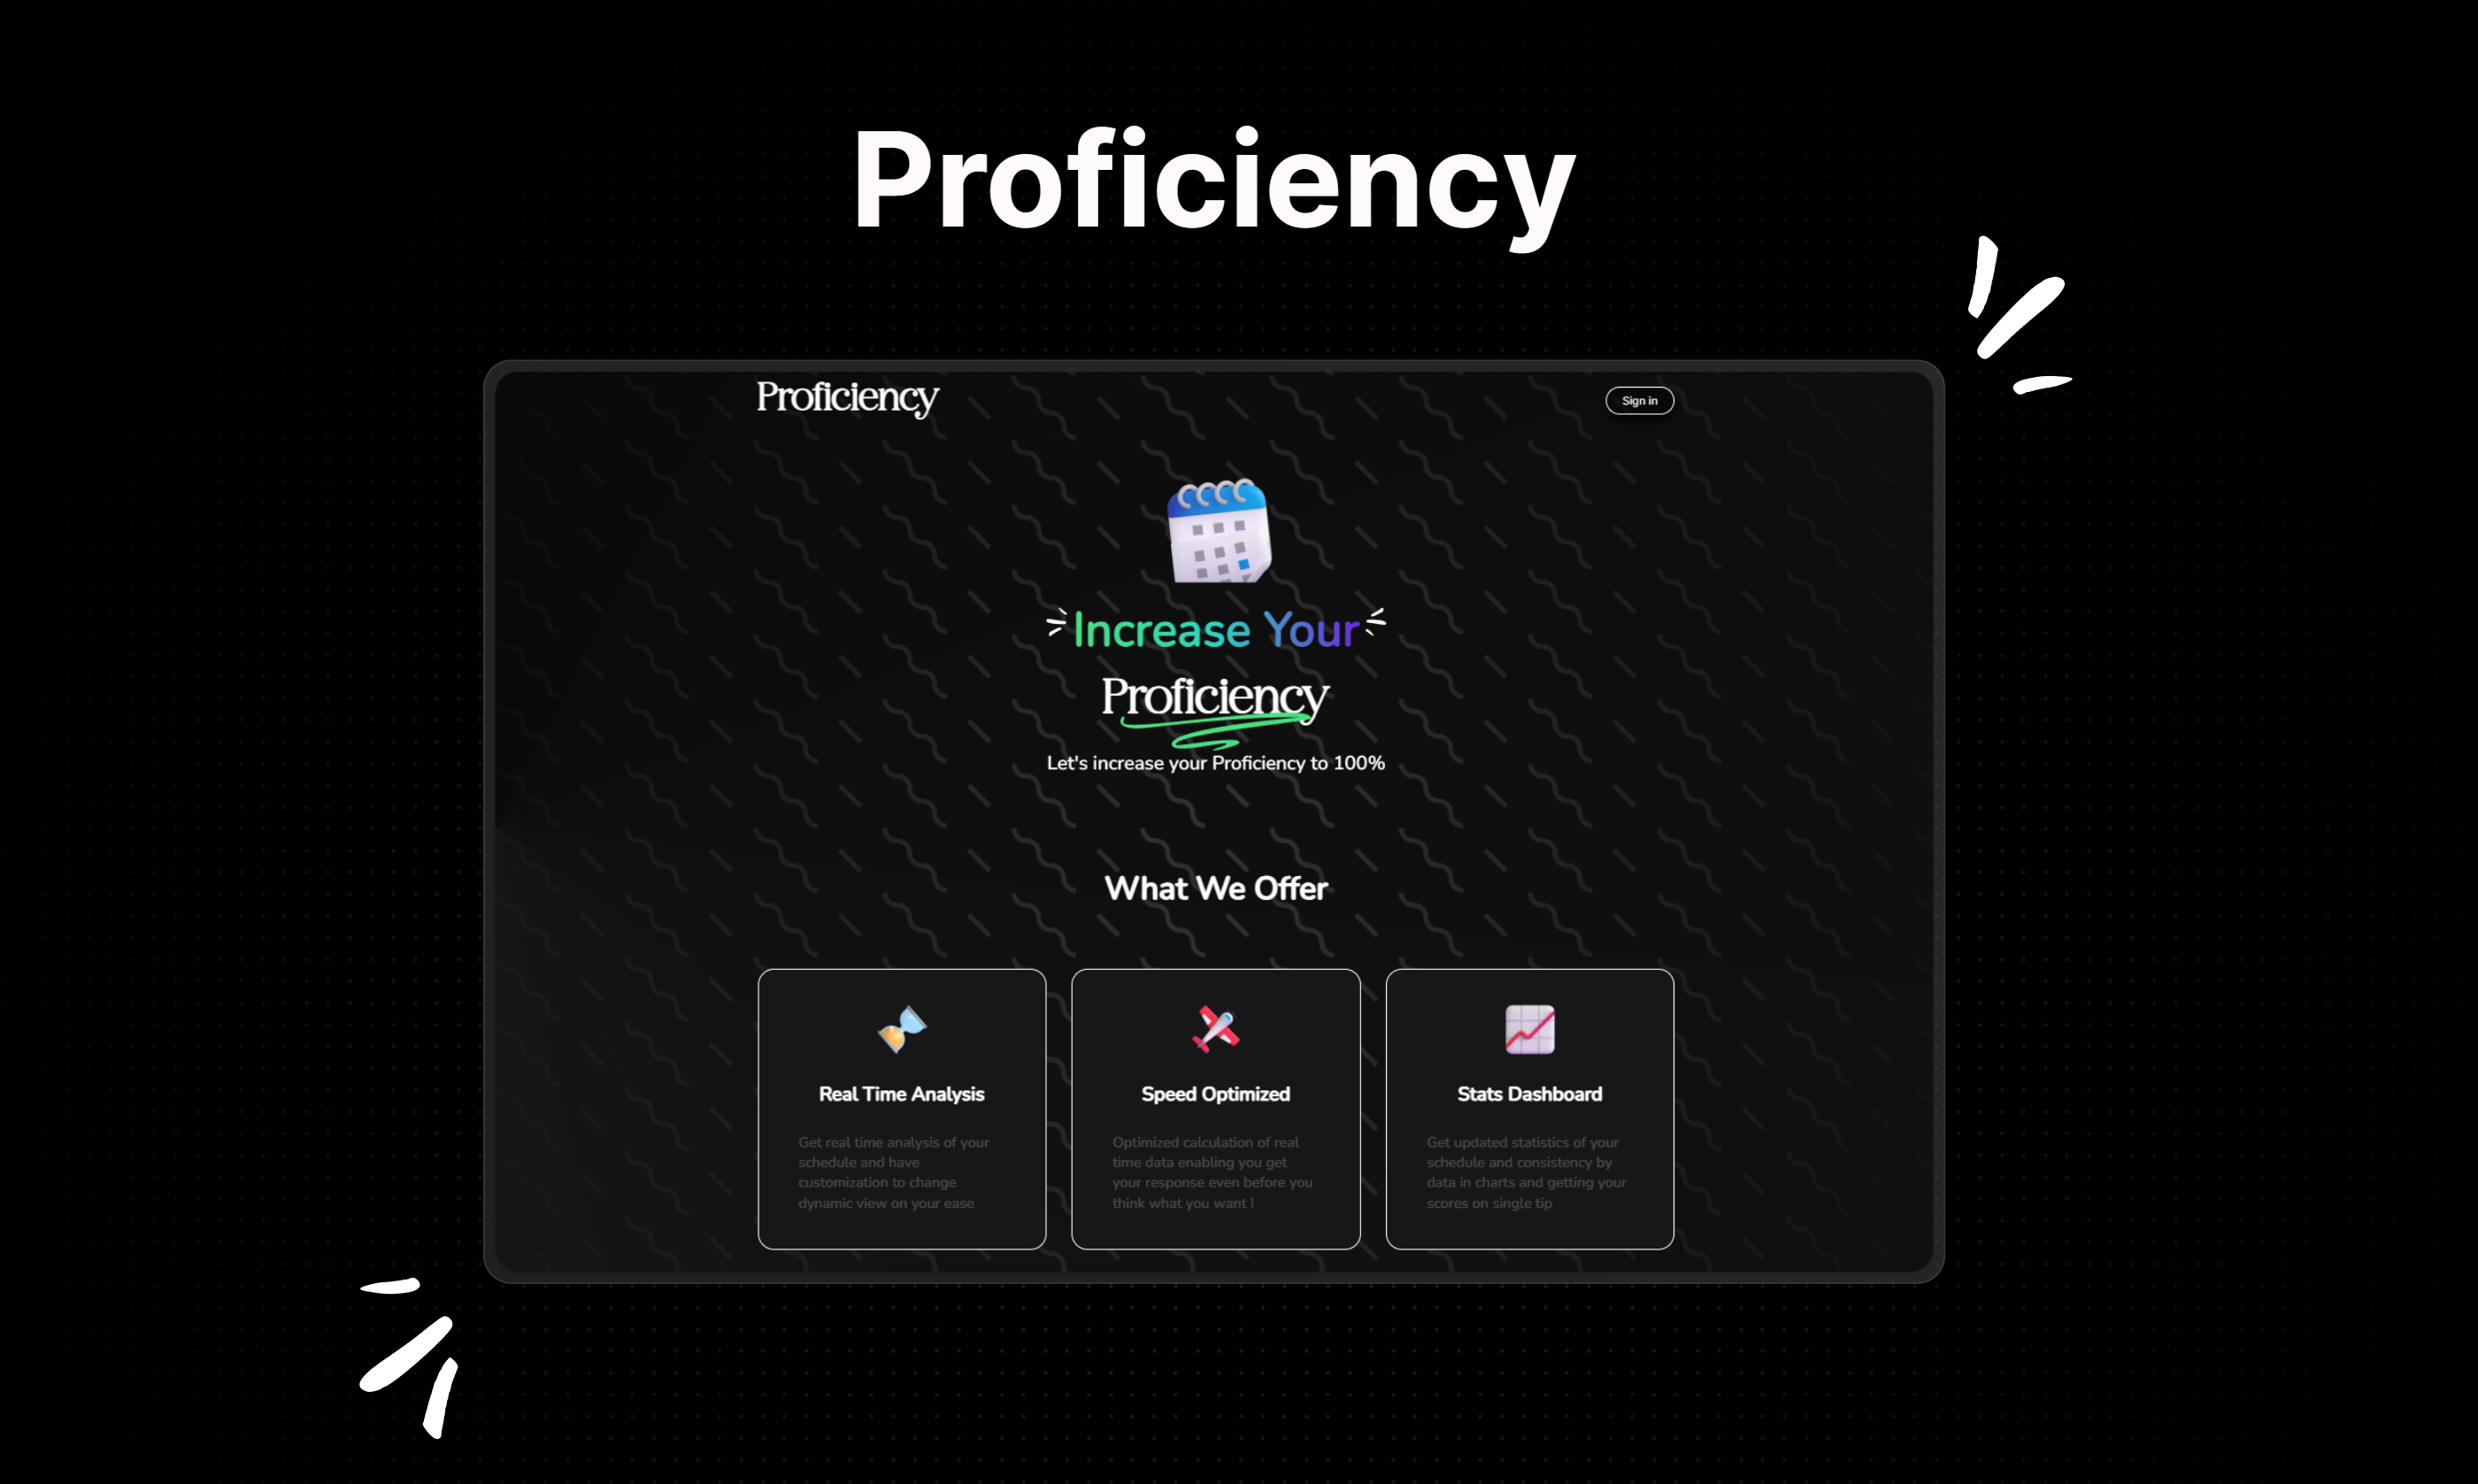 Proficiency
Proficiency
Sign in
Increase Your
Proficiency
Let's increase your Proficiency to 100%
What We Offer
Real Time Analysis
Get real time analysis of your
schedule and have
customization to change
dynamic view on your ease
Speed Optimized
Optimized calculation of real
time data enabling you get
your response even before you
think what you want !
Stats Dashboard
Get updated statistics of your
schedule and consistency by
data in charts and getting your
scores on single tip